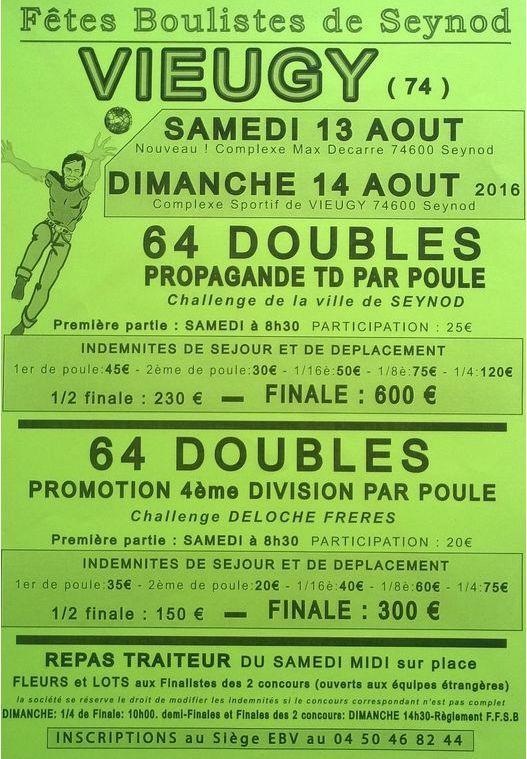 Fêtes Boulistes de Seynod
VIEUGY ( 74 )
SAMEDI 13 AOUT
Nouveau ! Complexe Max Decarre 74600 Seynod
DIMANCHE 14 AOUT 2016
Complexe Sportif de VIEUGY 74600 Seynod
64 DOUBLES
PROPAGANDE TD PAR POULE
Challenge de la ville de SEYNOD
Première partie : SAMEDI à 8h30 PARTICIPATION : 25€
INDEMNITES DE SEJOUR ET DE DEPLACEMENT
1er de poule:45€ - 2ème de poule:30€ - 1/16è:50€ - 1/8è:75€ - 1/4:120€
1/2 finale : 230 € — FINALE : 600 €
64 DOUBLES
PROMOTION 4ème DIVISION PAR POULE
Challenge DELOCHE FRERES
Première partie : SAMEDI à 8h30 PARTICIPATION : 20€
INDEMNITES DE SEJOUR ET DE DEPLACEMENT
1er de poule:35€ - 2ème de poule:20€ - 1/16è:40€ - 1/8è:60€ - 1/4:75€
1/2 finale : 150 € — FINALE : 300 €
REPAS TRAITEUR DU SAMEDI MIDI sur place
FLEURS et LOTS aux Finalistes des 2 concours (ouverts aux équipes étrangères)
la société se réserve le droit de modifier les indemnités si le concours correspondant n'est pas complet
DIMANCHE: 1/4 de Finale: 10h00. demi-Finales et Finales des 2 concours: DIMANCHE 14h30-Règlement F.F.S.B
INSCRIPTIONS au Siège EBV au 04 50 46 82 44